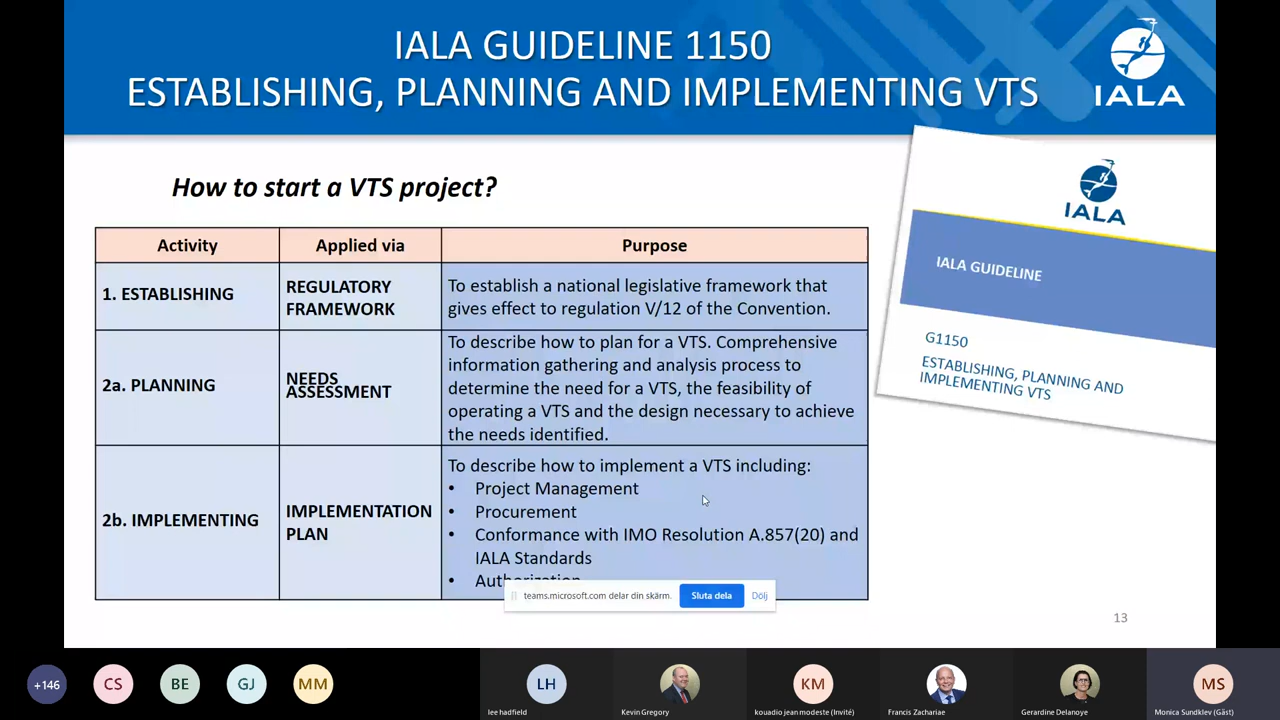 IALA GUIDELINE 1150
ESTABLISHING, PLANNING AND IMPLEMENTING VTS
IALA
How to start a VTS project?
Activity
Applied via
Purpose
1. ESTABLISHING
REGULATORY
FRAMEWORK
To establish a national legislative framework that
gives effect to regulation V/12 of the Convention.
2a. PLANNING
NEEDS
ASSESSMENT
To describe how to plan for a VTS. Comprehensive
information gathering and analysis process to
determine the need for a VTS, the feasibility of
operating a VTS and the design necessary to achieve
the needs identified.
2b. IMPLEMENTING
IMPLEMENTATION
PLAN
To describe how to implement a VTS including:
• Project Management
• Procurement
• Conformance with IMO Resolution A.857(20) and
IALA Standards
• Authorization
IALA
IALA GUIDELINE
G1150
ESTABLISHING, PLANNING AND
IMPLEMENTING VTS
teams.microsoft.com delar din skärm.
Sluta dela
Dölj
13
+146
CS
BE
GJ
MM
LH
lee hadfield
Kevin Gregory
KM
kouadio jean modeste (Invité)
Francis Zachariae
Gerardine Delanoye
MS
Monica Sundklev (Gäst)